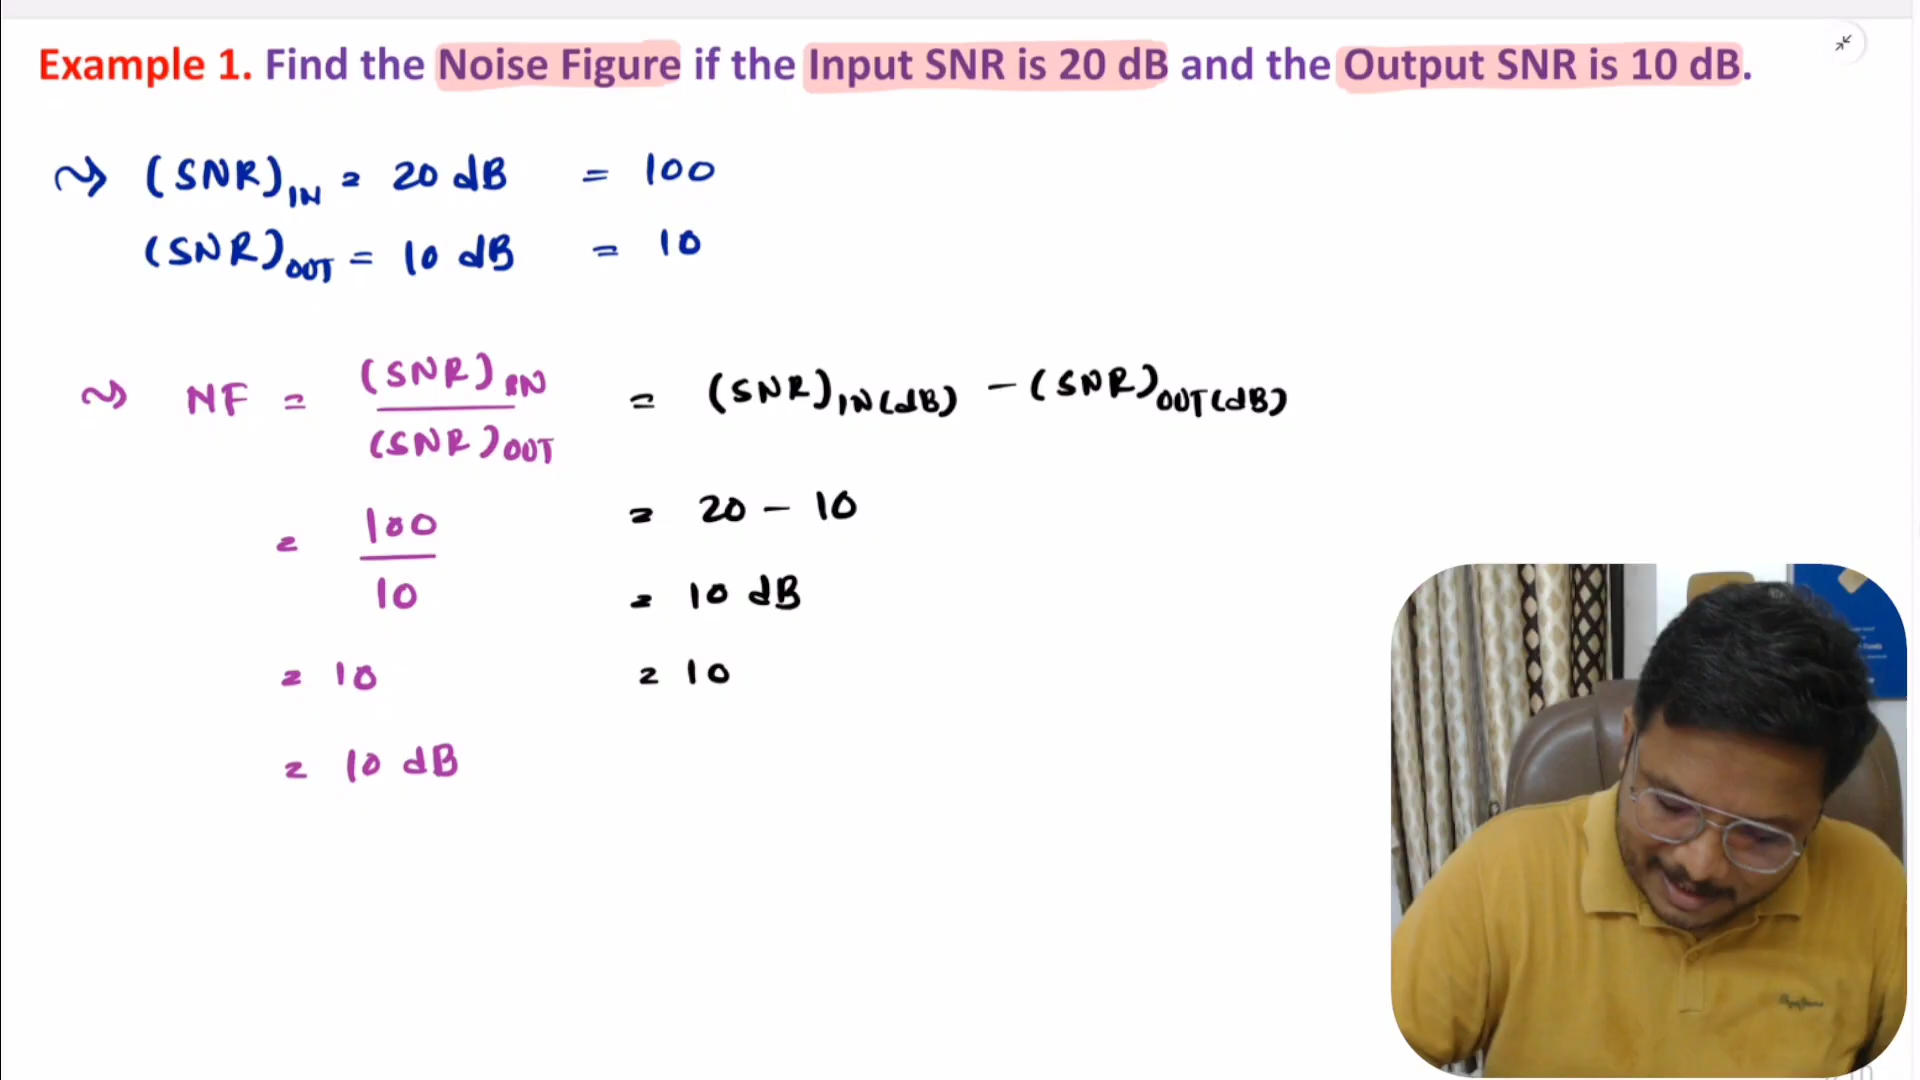 Example 1. Find the Noise Figure if the Input SNR is 20 dB and the Output SNR is 10 dB.
(SNR)IN = 20 dB = 100
(SNR)OUT = 10 dB = 10
NF = (SNR)IN / (SNR)OUT = (SNR)IN(dB) - (SNR)OUT(dB)
= 100 / 10 = 20 - 10
= 10 dB
= 10 = 10
= 10 dB